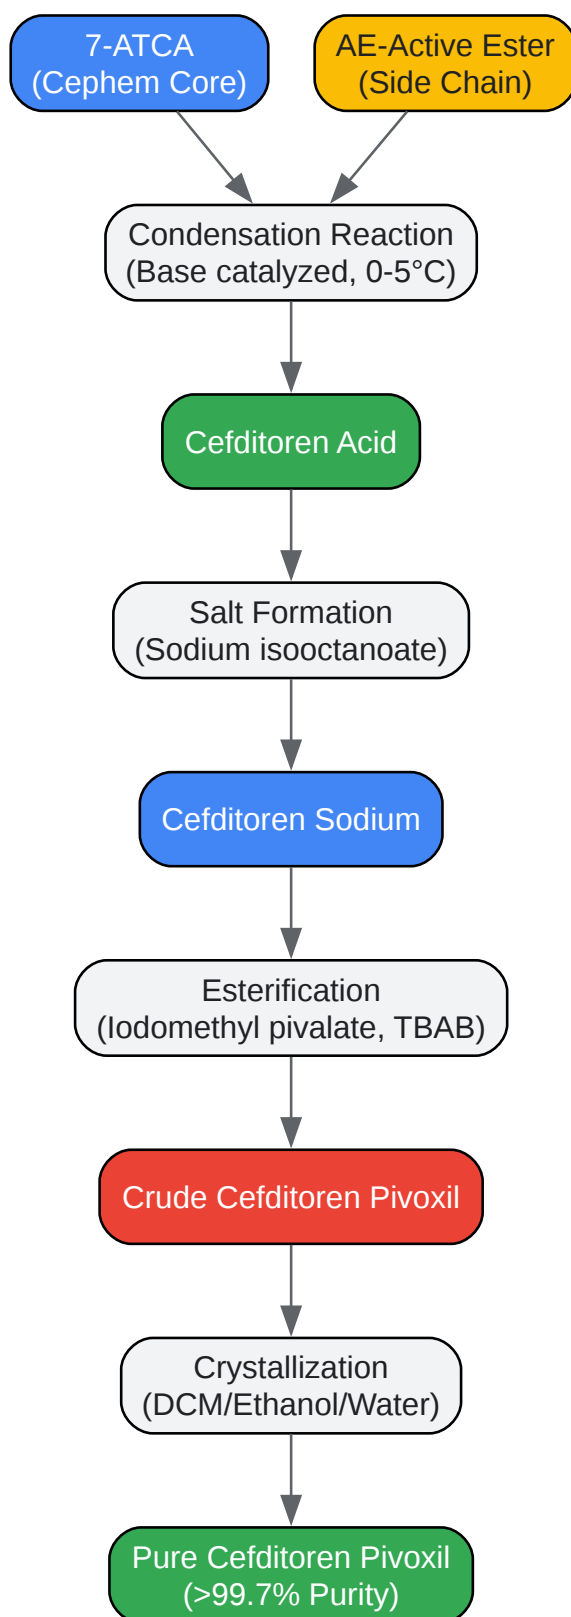 7-ATCA
(Cephem Core)
AE-Active Ester
(Side Chain)
Condensation Reaction
(Base catalyzed, 0-5°C)
Cefditoren Acid
Salt Formation
(Sodium isooctanoate)
Cefditoren Sodium
Esterification
(Iodomethyl pivalate, TBAB)
Crude Cefditoren Pivoxil
Crystallization
(DCM/Ethanol/Water)
Pure Cefditoren Pivoxil
(>99.7% Purity)